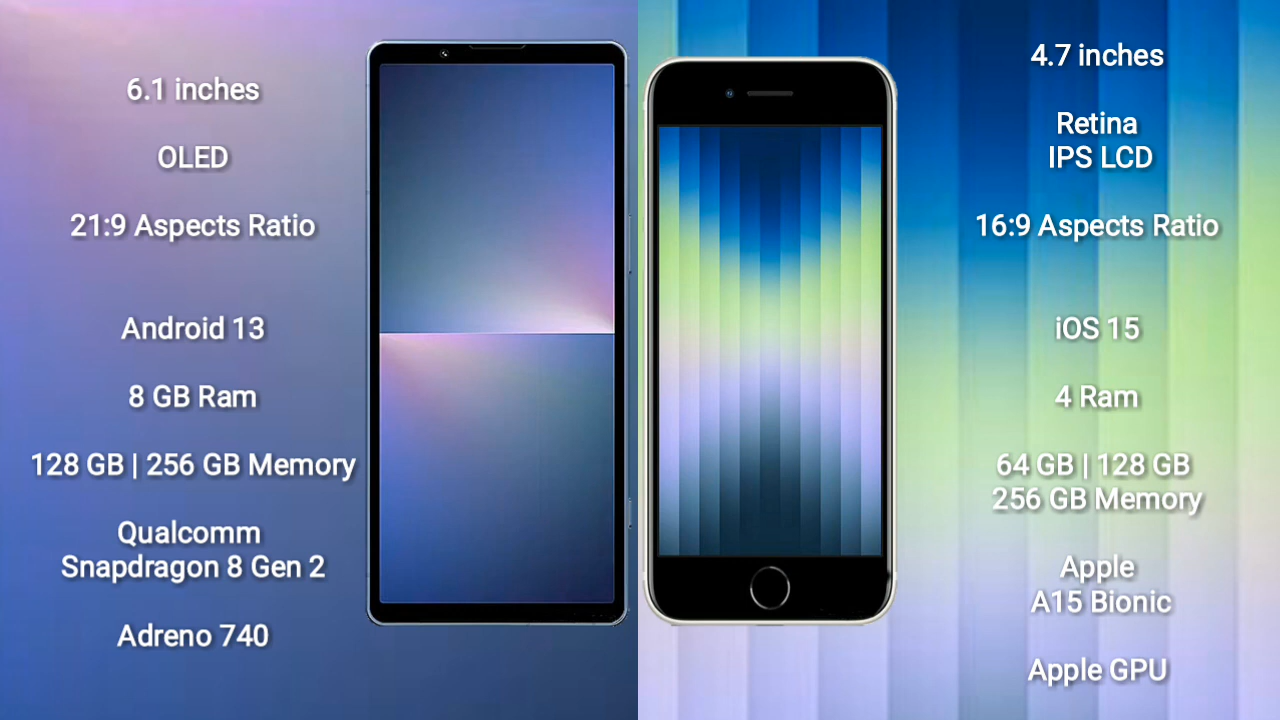 6.1 inches
OLED
21:9 Aspects Ratio
Android 13
8 GB Ram
128 GB | 256 GB Memory
Qualcomm
Snapdragon 8 Gen 2
Adreno 740
4.7 inches
Retina
IPS LCD
16:9 Aspects Ratio
iOS 15
4 Ram
64 GB | 128 GB
256 GB Memory
Apple
A15 Bionic
Apple GPU